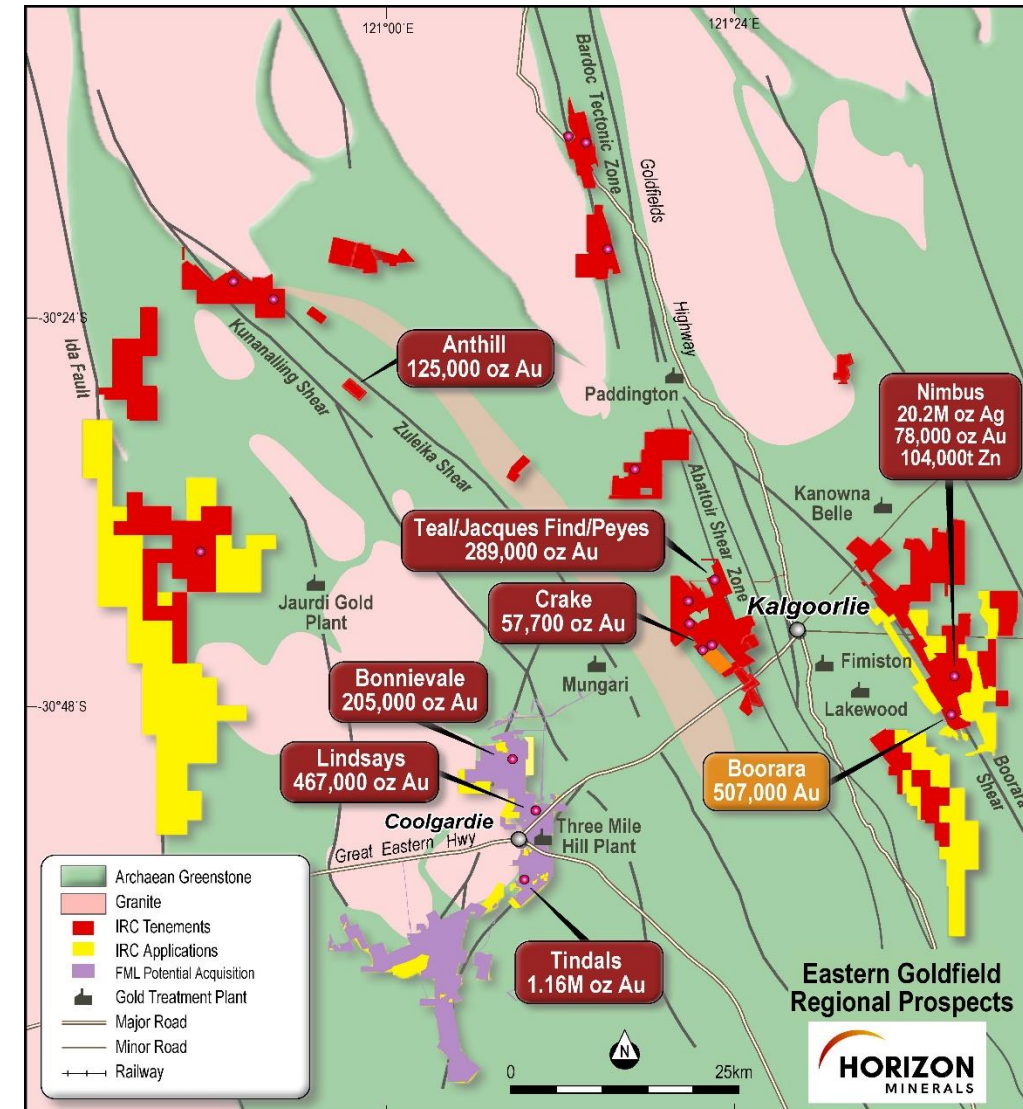 121°00´E
121°24´E
Bardoc Tectonic Zone
Goldfields
Highway
-30°24´S
Ida Fault
Kunanalling Shear
Zuleika Shear
Anthill
125,000 oz Au
Paddington
Nimbus
20.2M oz Ag
78,000 oz Au
104,000t Zn
Kanowna
Belle
Abattoir Shear Zone
Teal/Jacques Find/Peyes
289,000 oz Au
Jaurdi Gold
Plant
Crake
57,700 oz Au
Kalgoorlie
Mungari
Fimiston
Lakewood
Bonnievale
205,000 oz Au
-30°48´S
Lindsays
467,000 oz Au
Boorara
507,000 Au
Boorara
Shear
Coolgardie
Three Mile
Hill Plant
Great Eastern Hwy
Tindals
1.16M oz Au
Archaean Greenstone
Granite
IRC Tenements
IRC Applications
FML Potential Acquisition
Gold Treatment Plant
Major Road
Minor Road
Railway
Eastern Goldfield
Regional Prospects
N
0
25km
HORIZON
MINERALS